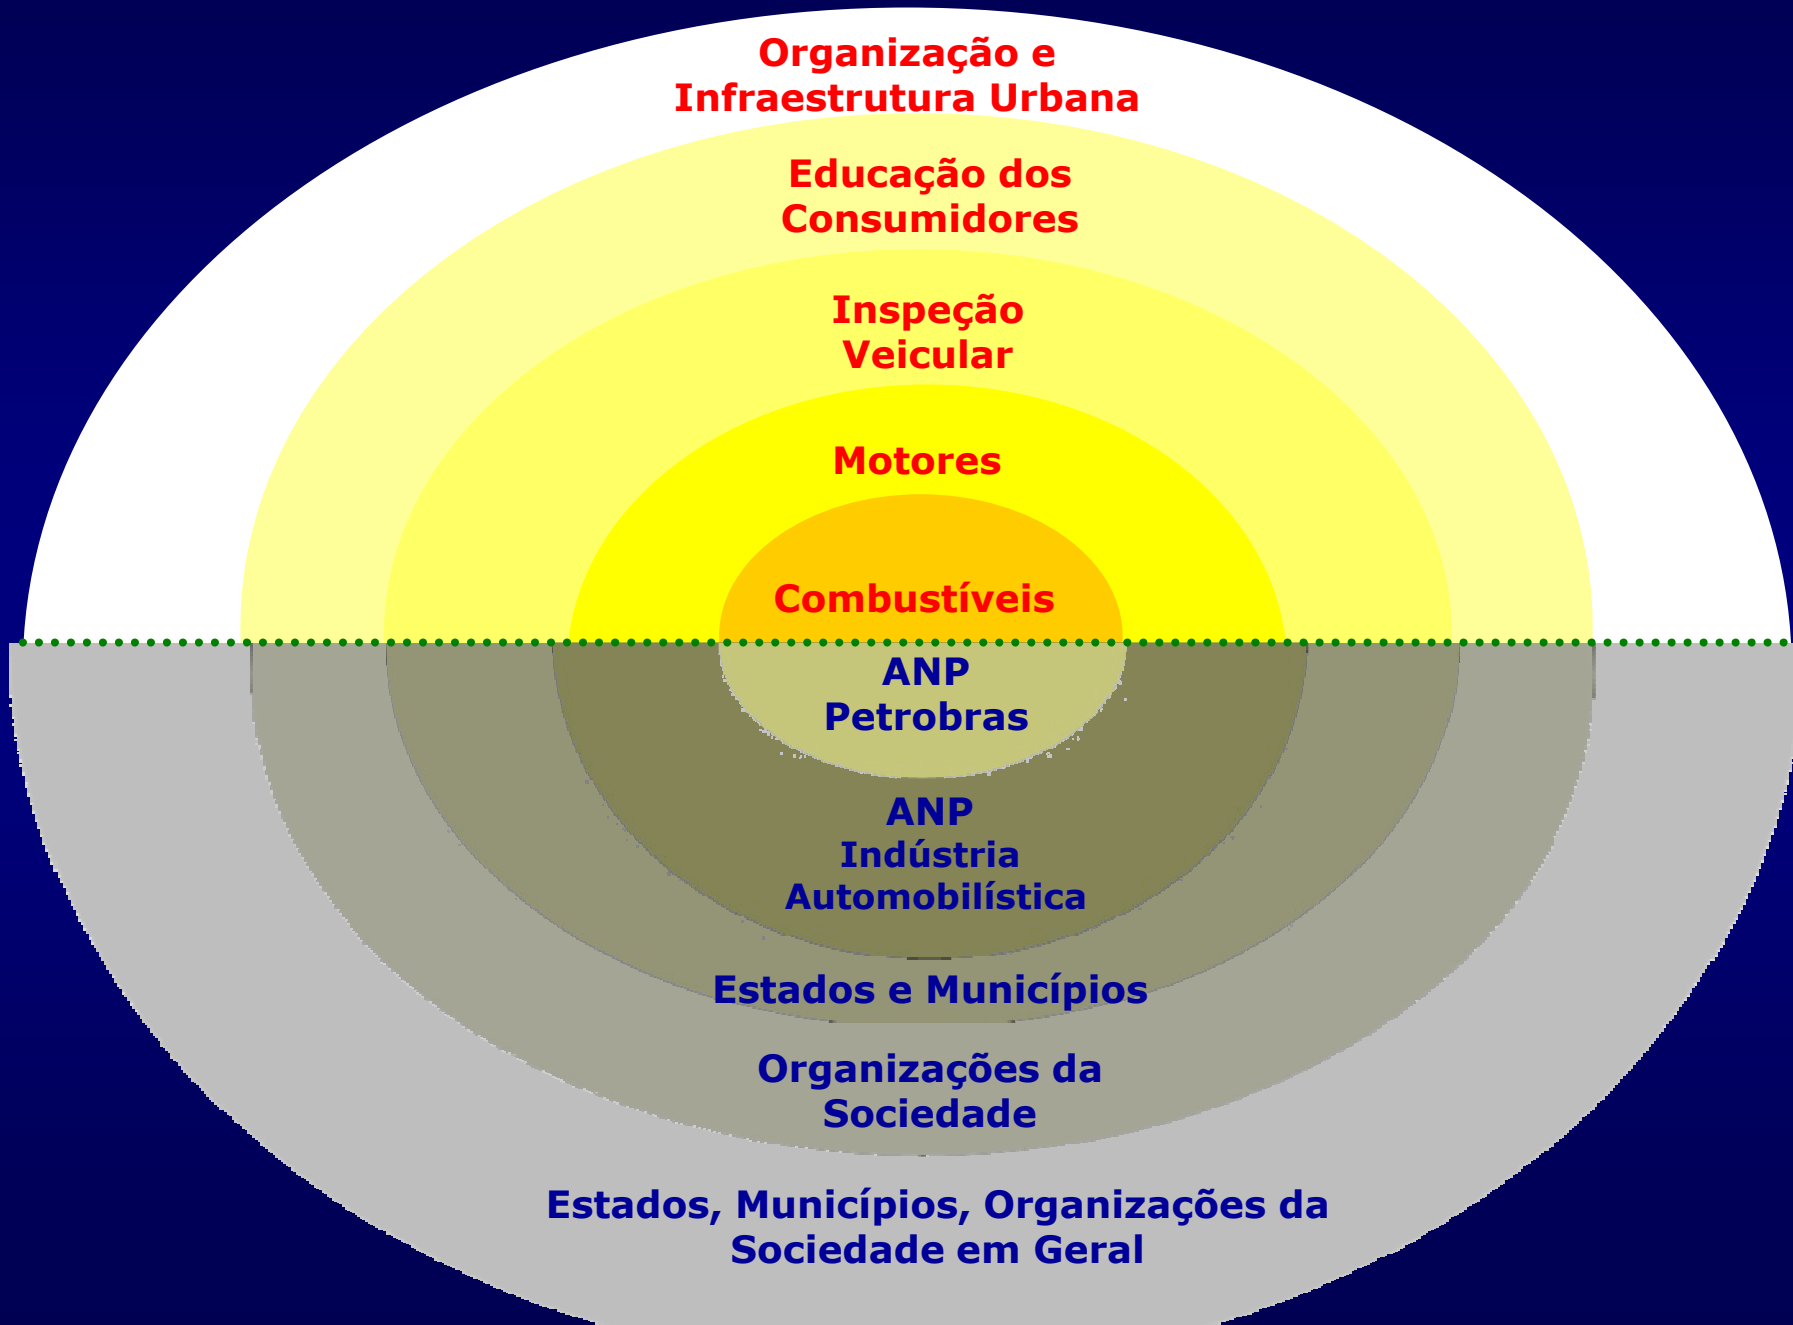 Organização e
Infraestrutura Urbana
Educação dos
Consumidores
Inspeção
Veicular
Motores
Combustíveis
ANP
Petrobras
ANP
Indústria
Automobilística
Estados e Municípios
Organizações da
Sociedade
Estados, Municípios, Organizações da
Sociedade em Geral